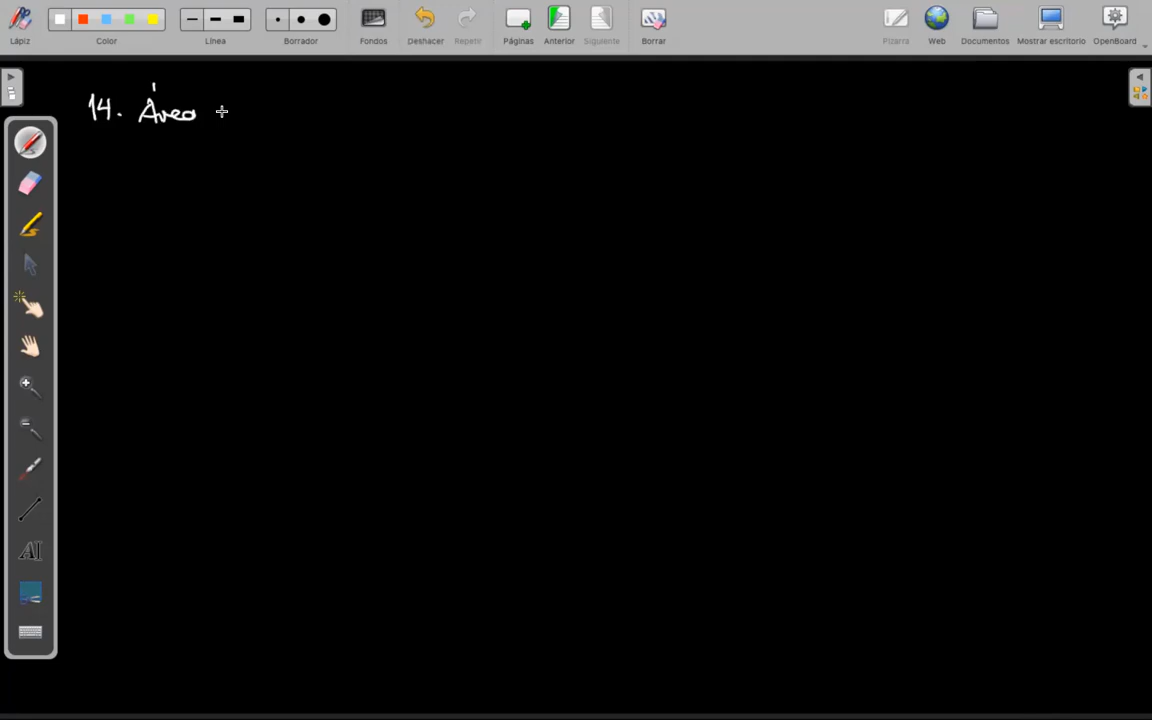 Lápiz Color Línea Borrador Fondos Deshacer Repetir Páginas Anterior Siguiente Borrar Pizarra Web Documentos Mostrar escritorio OpenBoard
14. Área
AI